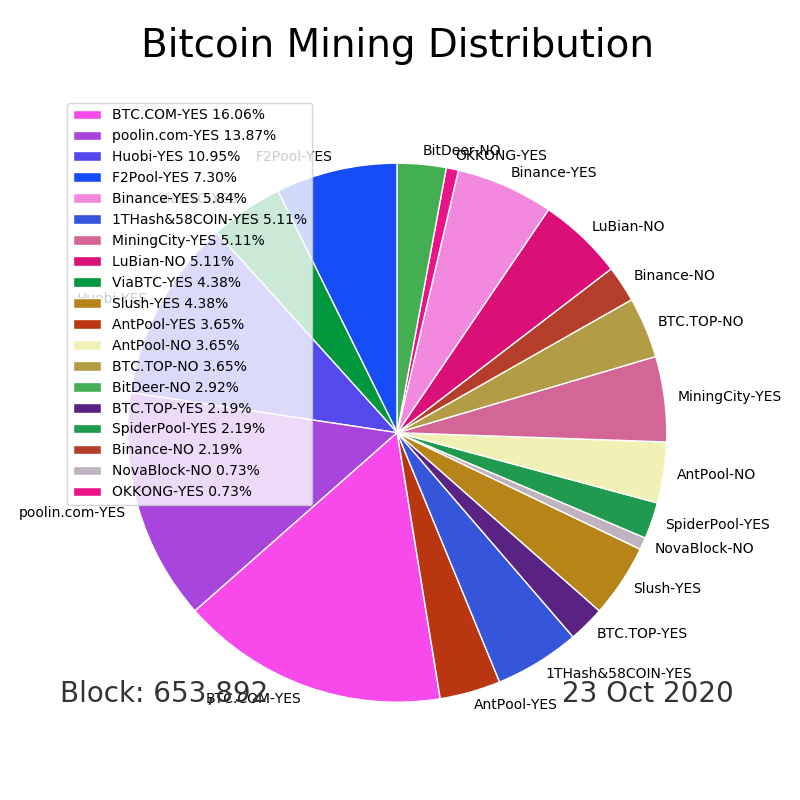 Bitcoin Mining Distribution
BTC.COM-YES 16.06%
poolin.com-YES 13.87%
Huobi-YES 10.95%
F2Pool-YES 7.30%
Binance-YES 5.84%
1THash&58COIN-YES 5.11%
MiningCity-YES 5.11%
LuBian-NO 5.11%
ViaBTC-YES 4.38%
Slush-YES 4.38%
AntPool-YES 3.65%
AntPool-NO 3.65%
BTC.TOP-NO 3.65%
BitDeer-NO 2.92%
BTC.TOP-YES 2.19%
SpiderPool-YES 2.19%
Binance-NO 2.19%
NovaBlock-NO 0.73%
OKKONG-YES 0.73%
F2Pool-YES
Huobi-YES
poolin.com-YES
BTC.COM-YES
BitDeer-NO
OKKONG-YES
Binance-YES
LuBian-NO
Binance-NO
BTC.TOP-NO
MiningCity-YES
AntPool-NO
SpiderPool-YES
NovaBlock-NO
Slush-YES
BTC.TOP-YES
1THash&58COIN-YES
AntPool-YES
Block: 653,892
23 Oct 2020